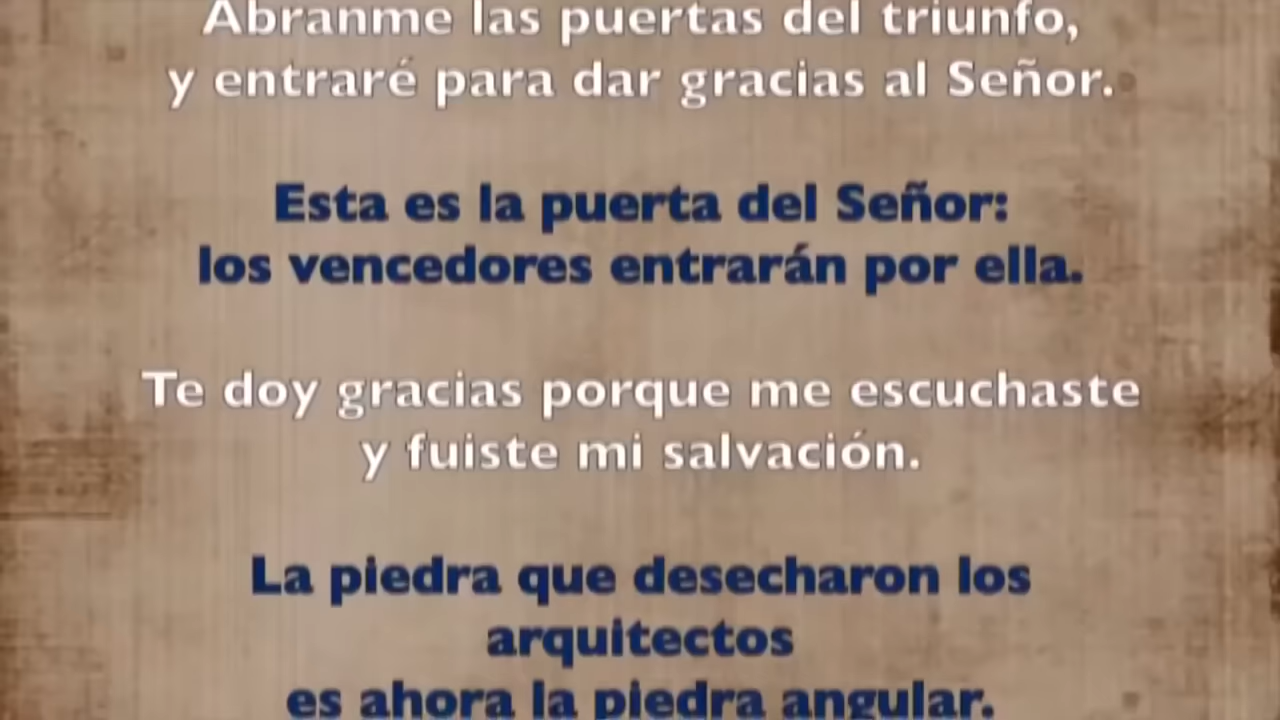 Ábranme las puertas del triunfo,
y entraré para dar gracias al Señor.
Esta es la puerta del Señor:
los vencedores entrarán por ella.
Te doy gracias porque me escuchaste
y fuiste mi salvación.
La piedra que desecharon los
arquitectos
es ahora la piedra angular.